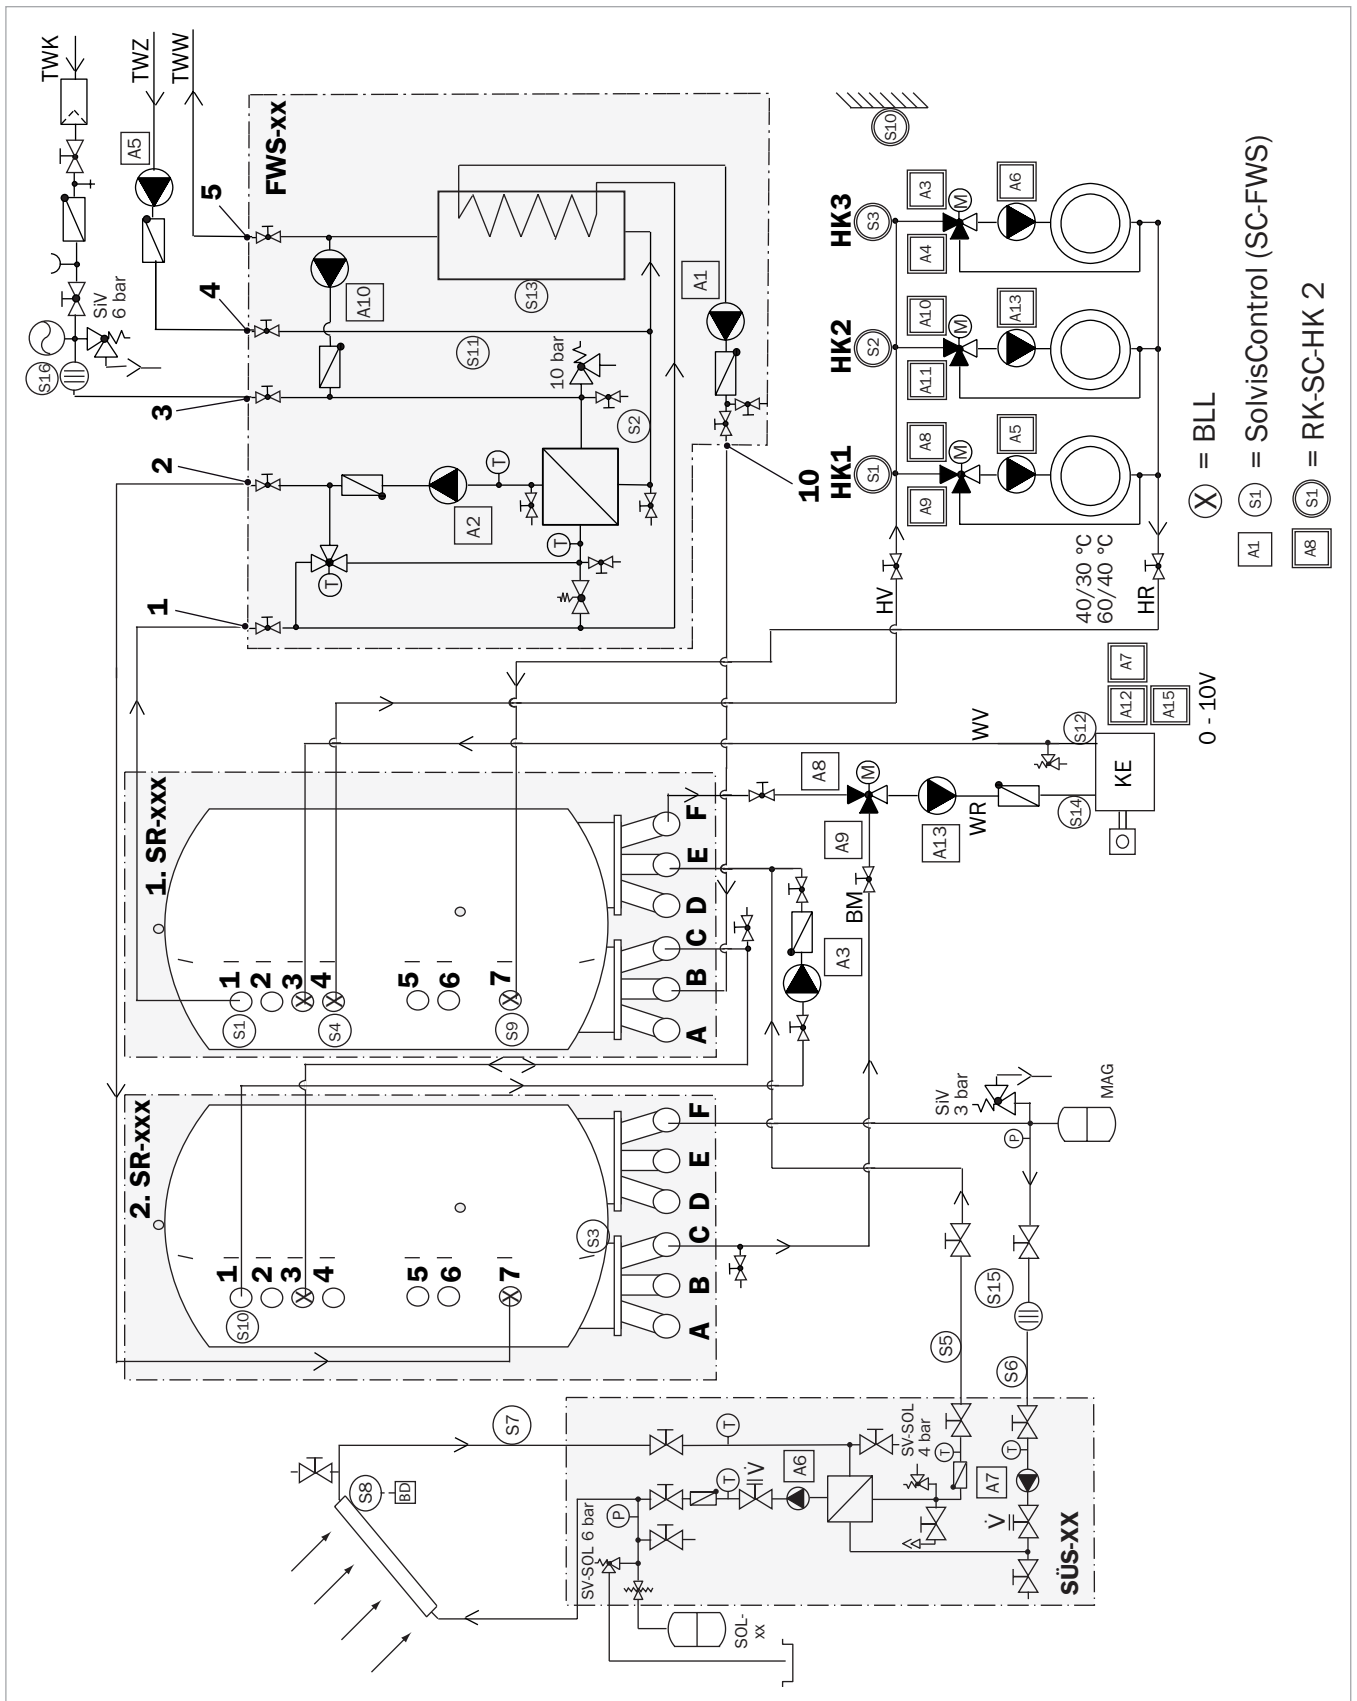 TWK
TWZ
TWW
A5
S16
SiV
6 bar
5
4
3
2
1
10
FWS-xx
A10
S13
S11
A1
10 bar
S2
A2
T
T
T
S10
HK3
S3
A3
M
A4
A6
HK2
S2
A10
M
A11
A13
HK1
S1
A8
M
A9
A5
HV
40/30 °C
60/40 °C
HR
X = BLL
A1 S1 = SolvisControl (SC-FWS)
A8 S1 = RK-SC-HK 2
1. SR-xxx
1
2
3
4
5
6
7
S1
X
X
S4
X
S9
A B C D E F
WV
WR
S12
S14
KE
A7
A12
A15
0 - 10V
A8
M
A9
A13
BM
A3
2. SR-xxx
1
2
3
4
5
6
7
S10
X
X
S3
A B C D E F
SiV
3 bar
P
MAG
S15
S5
S6
S7
S8
BD
SV-SOL 6 bar
P
T
T
V̇
A6
SV-SOL
4 bar
T
T
A7
V̇
SÜS-XX
SOL-
xx